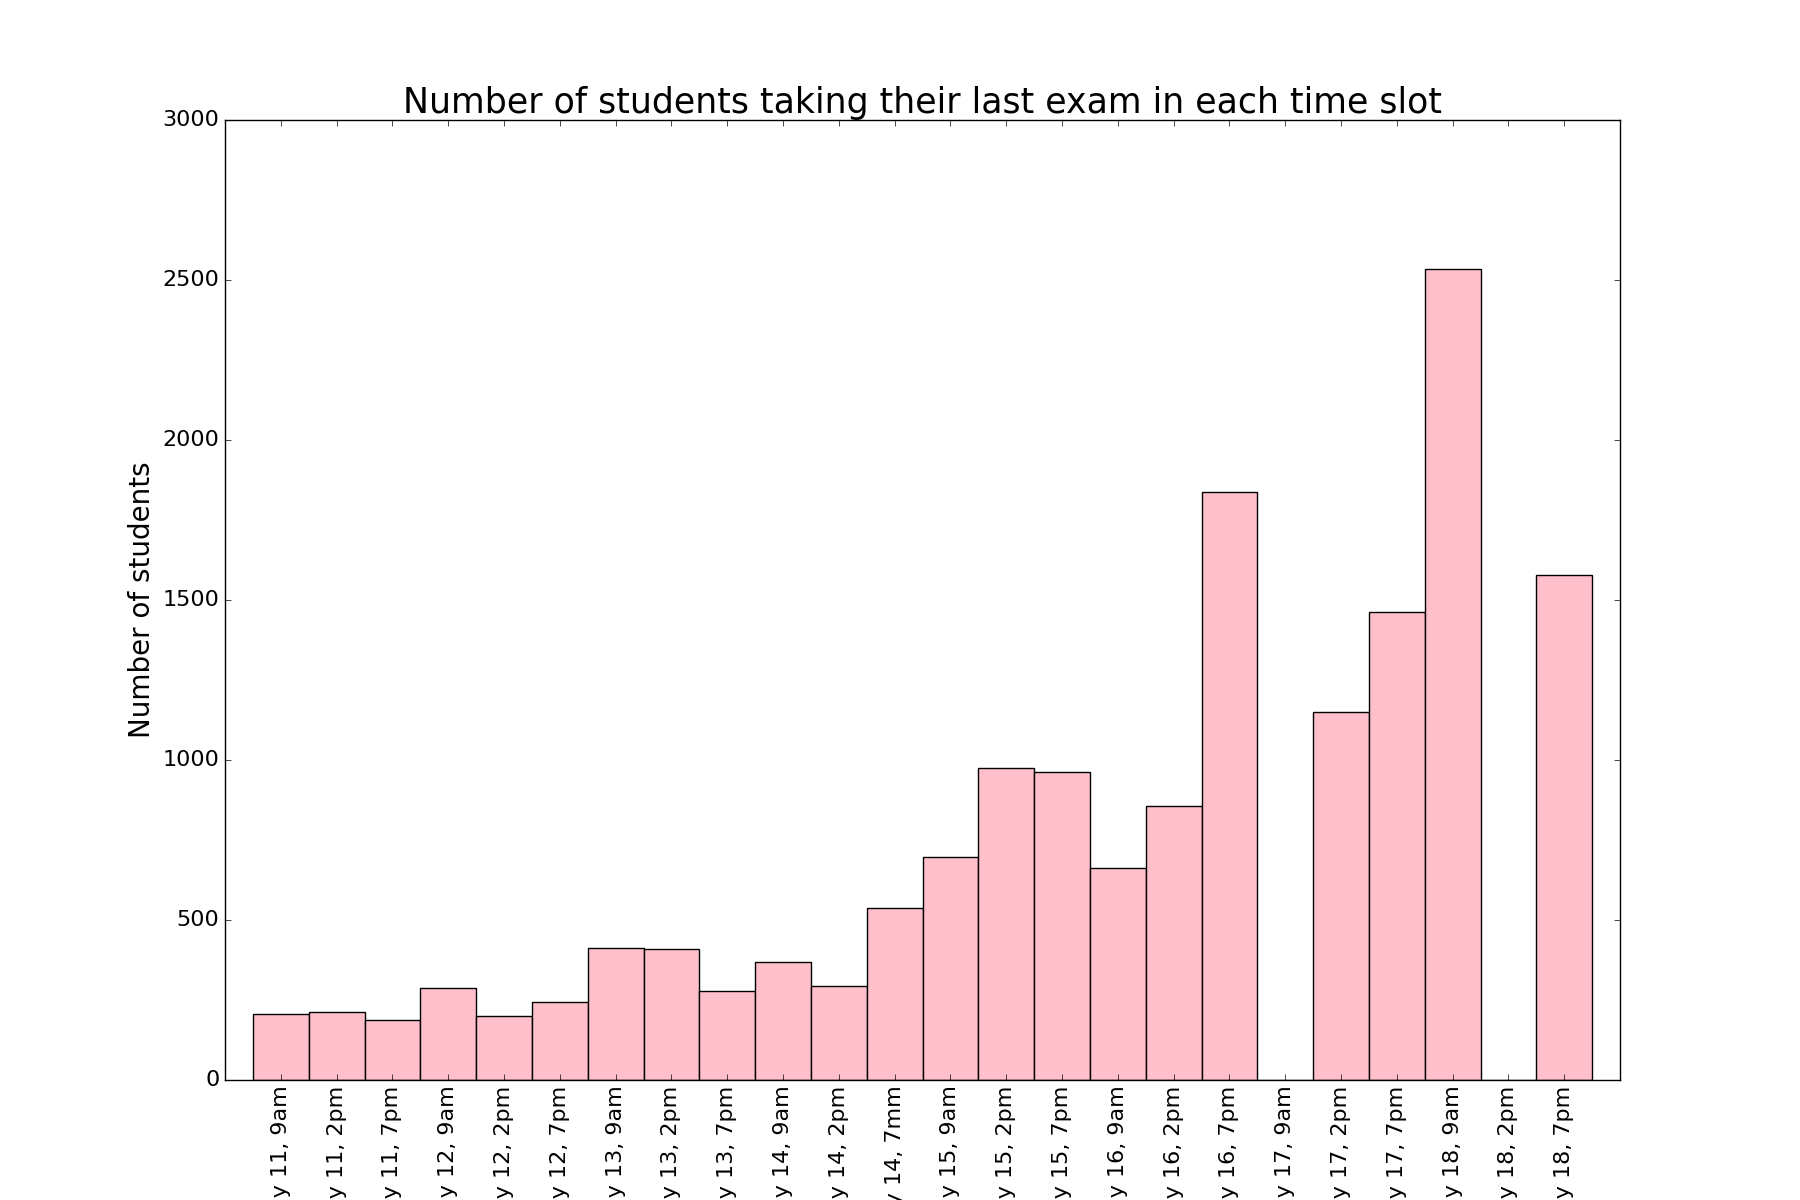 Number of students taking their last exam in each time slot
3000
2500
2000
1500
1000
500
0
Number of students
y 11, 9am
y 11, 2pm
y 11, 7pm
y 12, 9am
y 12, 2pm
y 12, 7pm
y 13, 9am
y 13, 2pm
y 13, 7pm
y 14, 9am
y 14, 2pm
y 14, 7mm
y 15, 9am
y 15, 2pm
y 15, 7pm
y 16, 9am
y 16, 2pm
y 16, 7pm
y 17, 9am
y 17, 2pm
y 17, 7pm
y 18, 9am
y 18, 2pm
y 18, 7pm